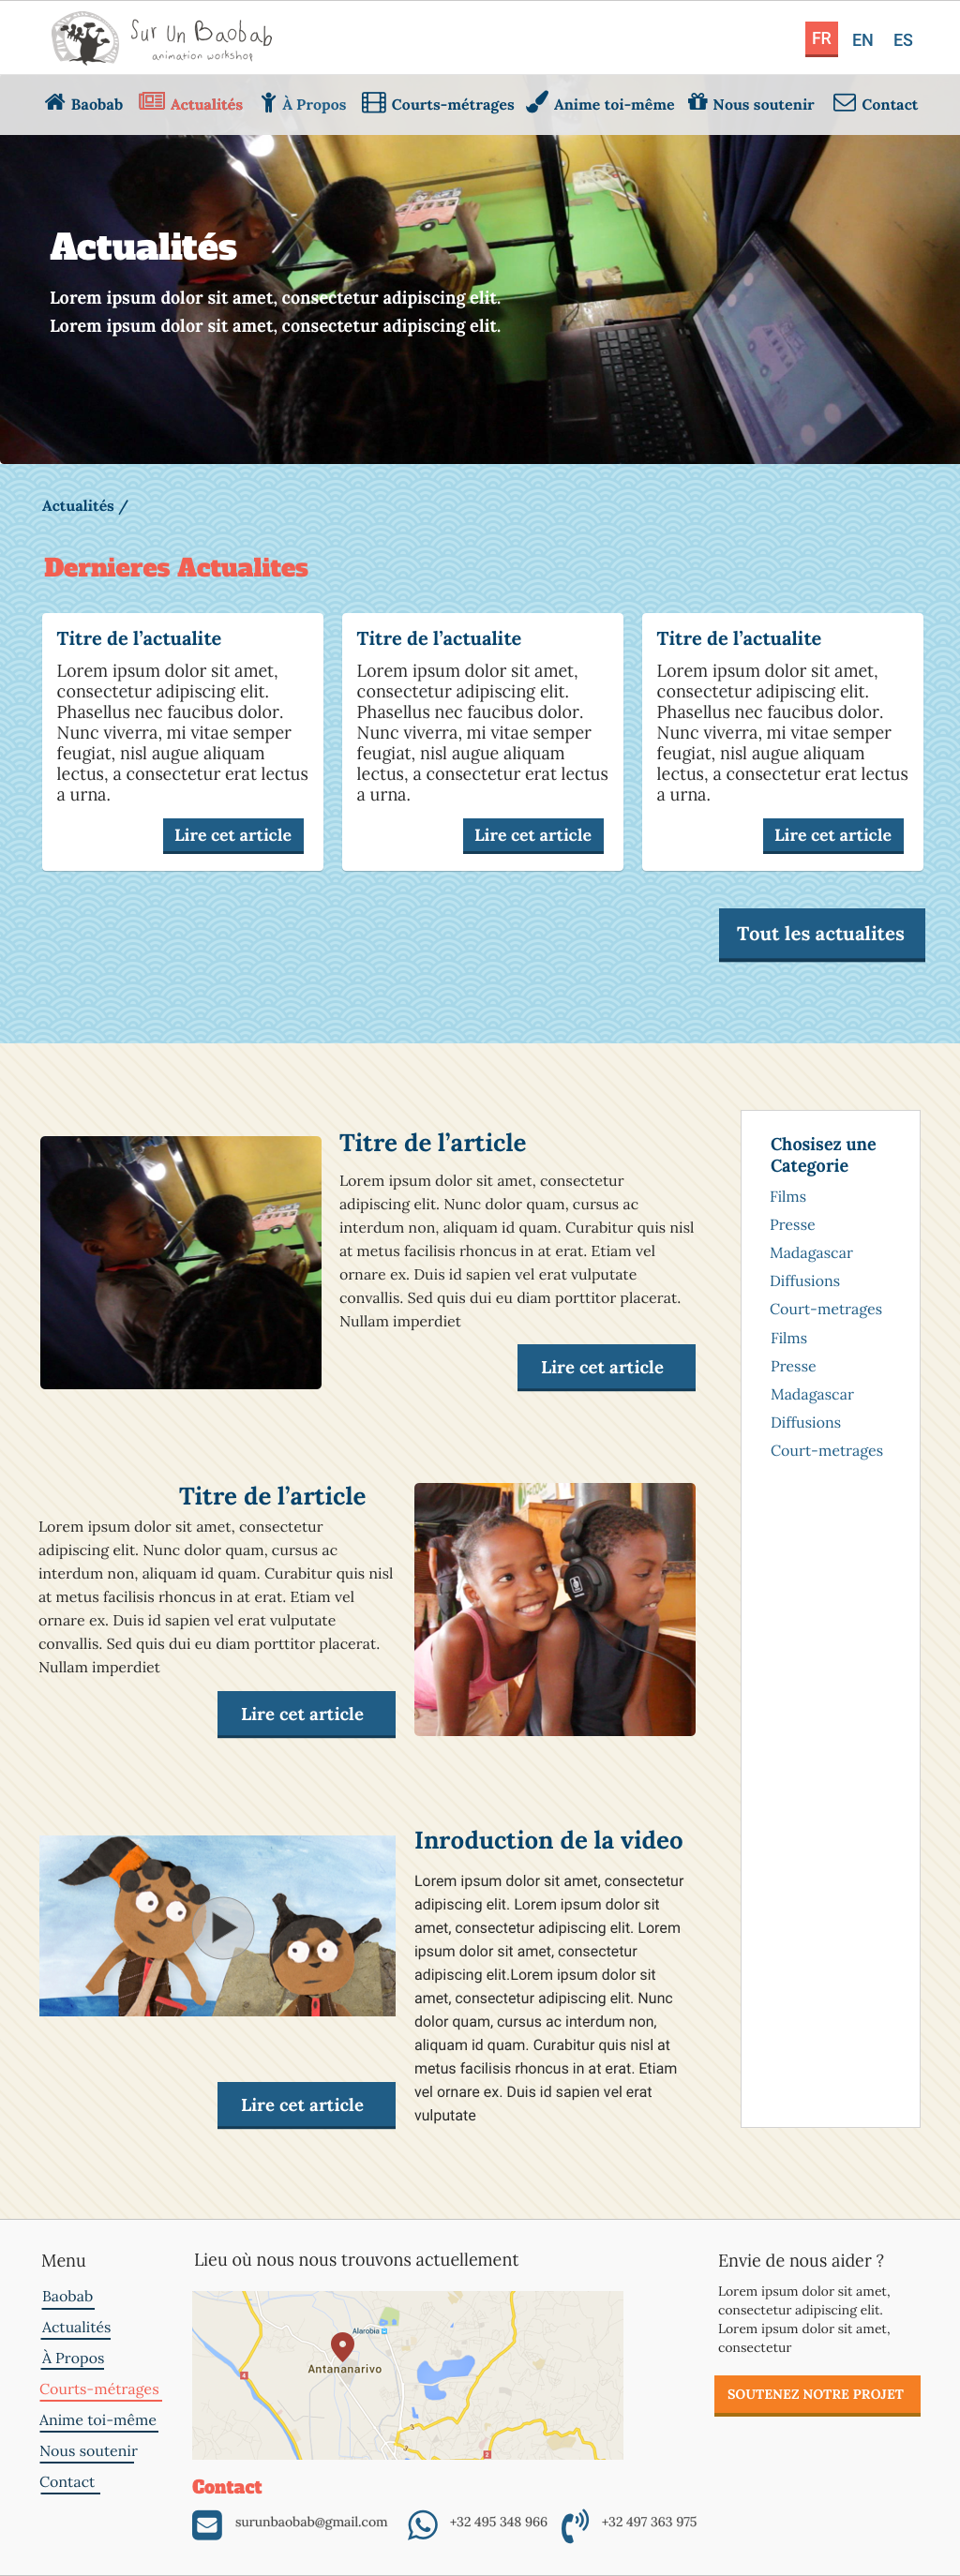 Sur Un Baobab
animation workshop
FR EN ES
Baobab Actualités À Propos Courts-métrages Anime toi-même Nous soutenir Contact
Actualités
Lorem ipsum dolor sit amet, consectetur adipiscing elit.
Lorem ipsum dolor sit amet, consectetur adipiscing elit.
Actualités /
Dernieres Actualites
Titre de l’actualite
Lorem ipsum dolor sit amet,
consectetur adipiscing elit.
Phasellus nec faucibus dolor.
Nunc viverra, mi vitae semper
feugiat, nisl augue aliquam
lectus, a consectetur erat lectus
a urna.
Lire cet article
Titre de l’actualite
Lorem ipsum dolor sit amet,
consectetur adipiscing elit.
Phasellus nec faucibus dolor.
Nunc viverra, mi vitae semper
feugiat, nisl augue aliquam
lectus, a consectetur erat lectus
a urna.
Lire cet article
Titre de l’actualite
Lorem ipsum dolor sit amet,
consectetur adipiscing elit.
Phasellus nec faucibus dolor.
Nunc viverra, mi vitae semper
feugiat, nisl augue aliquam
lectus, a consectetur erat lectus
a urna.
Lire cet article
Tout les actualites
Titre de l’article
Lorem ipsum dolor sit amet, consectetur
adipiscing elit. Nunc dolor quam, cursus ac
interdum non, aliquam id quam. Curabitur quis nisl
at metus facilisis rhoncus in at erat. Etiam vel
ornare ex. Duis id sapien vel erat vulputate
convallis. Sed quis dui eu diam porttitor placerat.
Nullam imperdiet
Lire cet article
Titre de l’article
Lorem ipsum dolor sit amet, consectetur
adipiscing elit. Nunc dolor quam, cursus ac
interdum non, aliquam id quam. Curabitur quis nisl
at metus facilisis rhoncus in at erat. Etiam vel
ornare ex. Duis id sapien vel erat vulputate
convallis. Sed quis dui eu diam porttitor placerat.
Nullam imperdiet
Lire cet article
Inroduction de la video
Lorem ipsum dolor sit amet, consectetur
adipiscing elit. Lorem ipsum dolor sit
amet, consectetur adipiscing elit. Lorem
ipsum dolor sit amet, consectetur
adipiscing elit.Lorem ipsum dolor sit
amet, consectetur adipiscing elit. Nunc
dolor quam, cursus ac interdum non,
aliquam id quam. Curabitur quis nisl at
metus facilisis rhoncus in at erat. Etiam
vel ornare ex. Duis id sapien vel erat
vulputate
Lire cet article
Chosisez une
Categorie
Films
Presse
Madagascar
Diffusions
Court-metrages
Films
Presse
Madagascar
Diffusions
Court-metrages
Menu
Baobab
Actualités
À Propos
Courts-métrages
Anime toi-même
Nous soutenir
Contact
Lieu où nous nous trouvons actuellement
Alarobia
Antananarivo
4
2
Contact
surunbaobab@gmail.com
+32 495 348 966
+32 497 363 975
Envie de nous aider ?
Lorem ipsum dolor sit amet,
consectetur adipiscing elit.
Lorem ipsum dolor sit amet,
consectetur
SOUTENEZ NOTRE PROJET